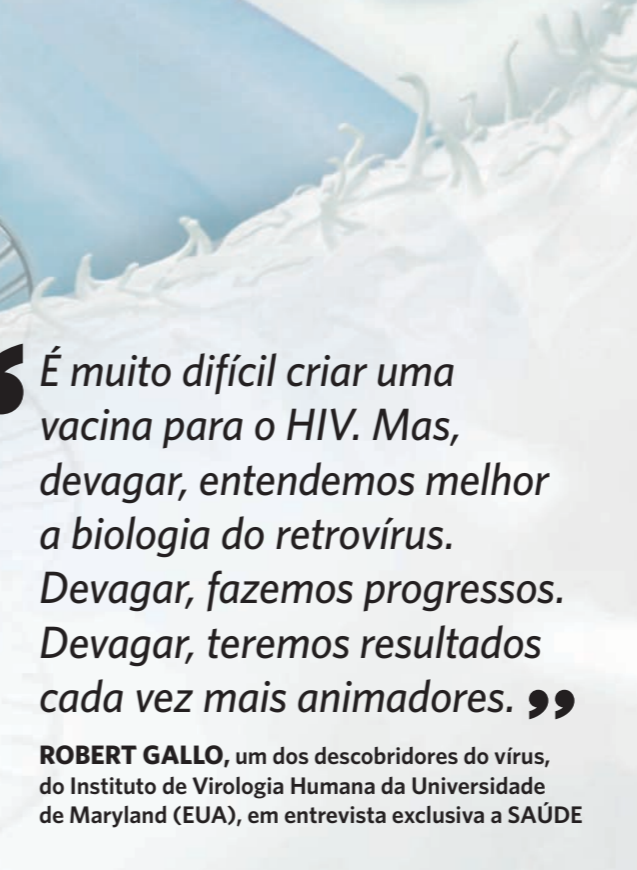 “É muito difícil criar uma
vacina para o HIV. Mas,
devagar, entendemos melhor
a biologia do retrovírus.
Devagar, fazemos progressos.
Devagar, teremos resultados
cada vez mais animadores.”
ROBERT GALLO, um dos descobridores do vírus,
do Instituto de Virologia Humana da Universidade
de Maryland (EUA), em entrevista exclusiva a SAÚDE